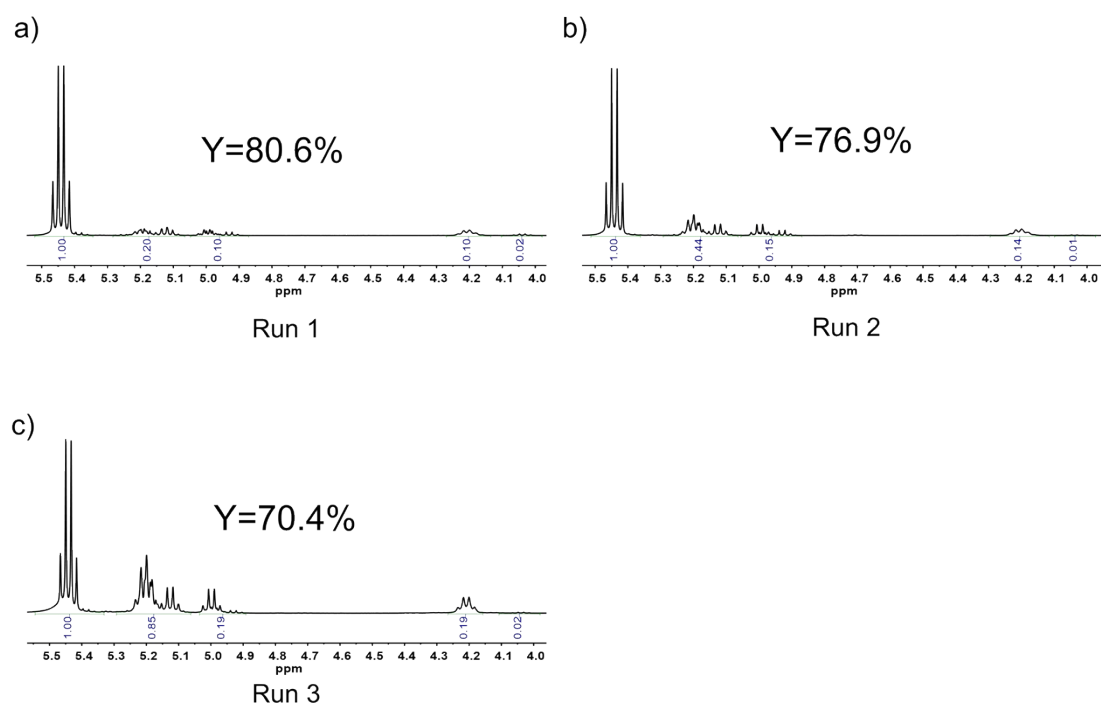 a)
Y=80.6%
1.00 0.20 0.10 0.10 0.02
5.5 5.4 5.3 5.2 5.1 5.0 4.9 4.8 4.7 4.6 4.5 4.4 4.3 4.2 4.1 4.0
ppm
Run 1
b)
Y=76.9%
1.00 0.44 0.15 0.14 0.01
5.5 5.4 5.3 5.2 5.1 5.0 4.9 4.8 4.7 4.6 4.5 4.4 4.3 4.2 4.1 4.0
ppm
Run 2
c)
Y=70.4%
1.00 0.85 0.19 0.19 0.02
5.5 5.4 5.3 5.2 5.1 5.0 4.9 4.8 4.7 4.6 4.5 4.4 4.3 4.2 4.1 4.0
ppm
Run 3